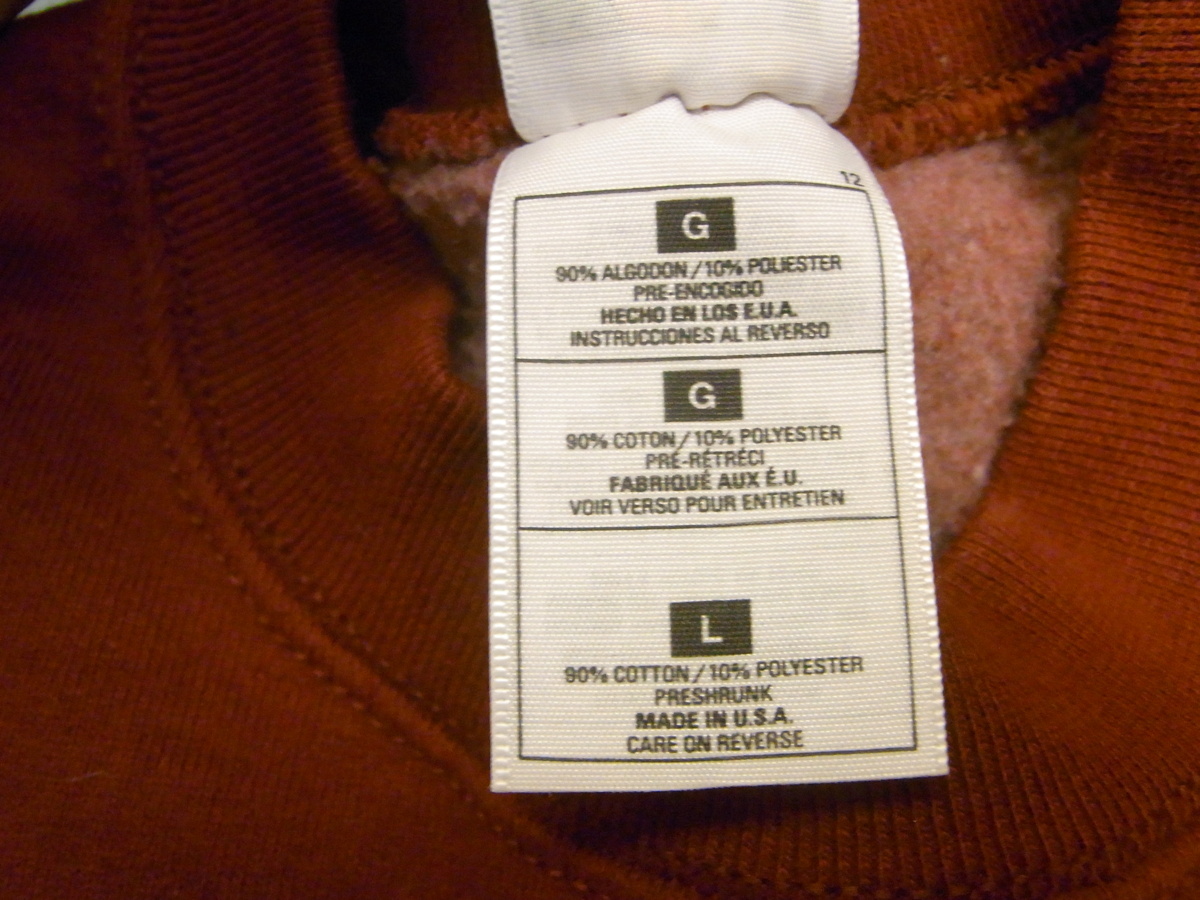 12
G
90% ALGODON / 10% POLIESTER
PRE-ENCOGIDO
HECHO EN LOS E.U.A.
INSTRUCCIONES AL REVERSO
G
90% COTON / 10% POLYESTER
PRÉ-RÉTRÉCI
FABRIQUÉ AUX É.U.
VOIR VERSO POUR ENTRETIEN
L
90% COTTON / 10% POLYESTER
PRESHRUNK
MADE IN U.S.A.
CARE ON REVERSE